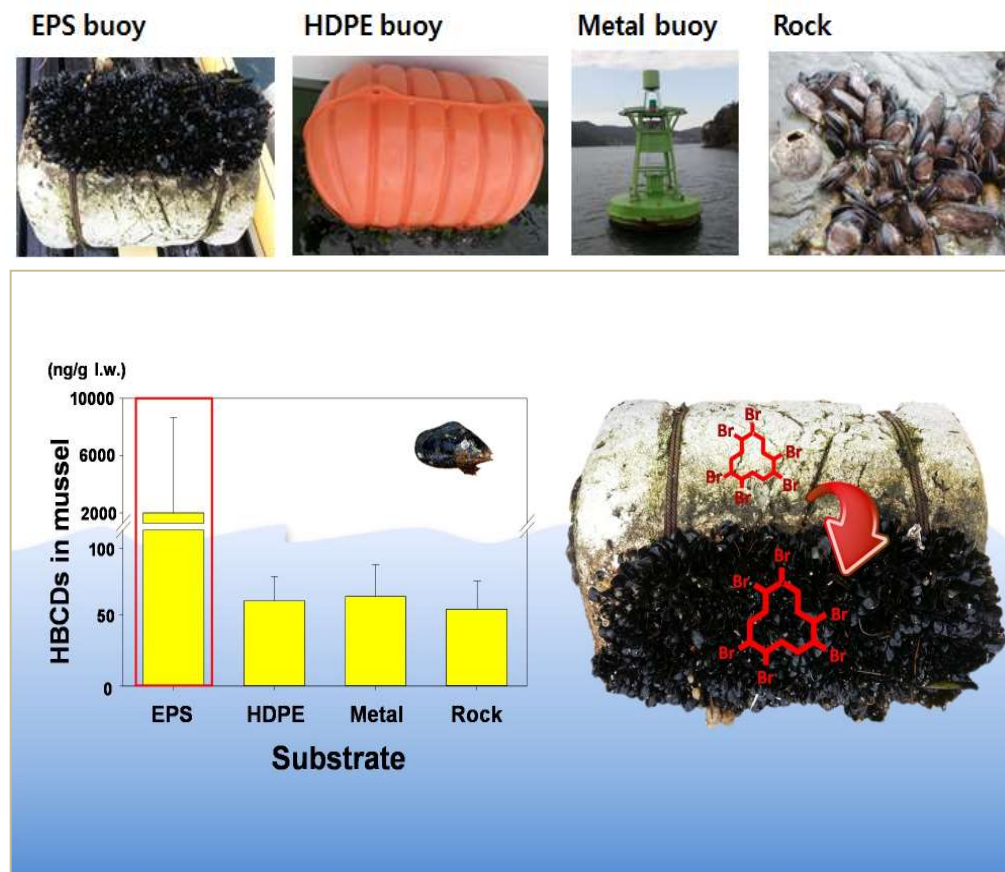 EPS buoy
HDPE buoy
Metal buoy
Rock
(ng/g l.w.)
10000
6000
2000
100
50
0
HBCDs in mussel
EPS
HDPE
Metal
Rock
Substrate
Br
Br
Br
Br
Br
Br
Br
Br
Br
Br
Br
Br